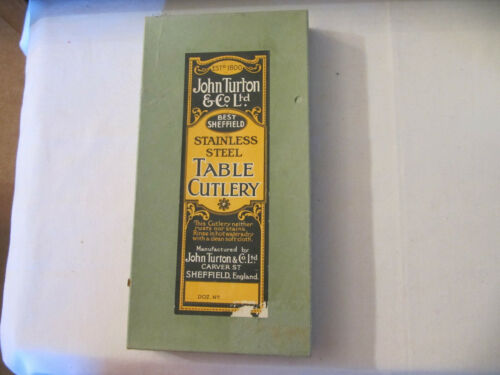 ESTD 1800
John Turton
& Co. Ltd
BEST
SHEFFIELD
STAINLESS
STEEL
TABLE
CUTLERY
This Cutlery neither
rusts nor stains.
Rinse in hot water & dry
with a clean soft cloth.
Manufactured by
John Turton & Co. Ltd
CARVER ST
SHEFFIELD, England.
DOZ. No